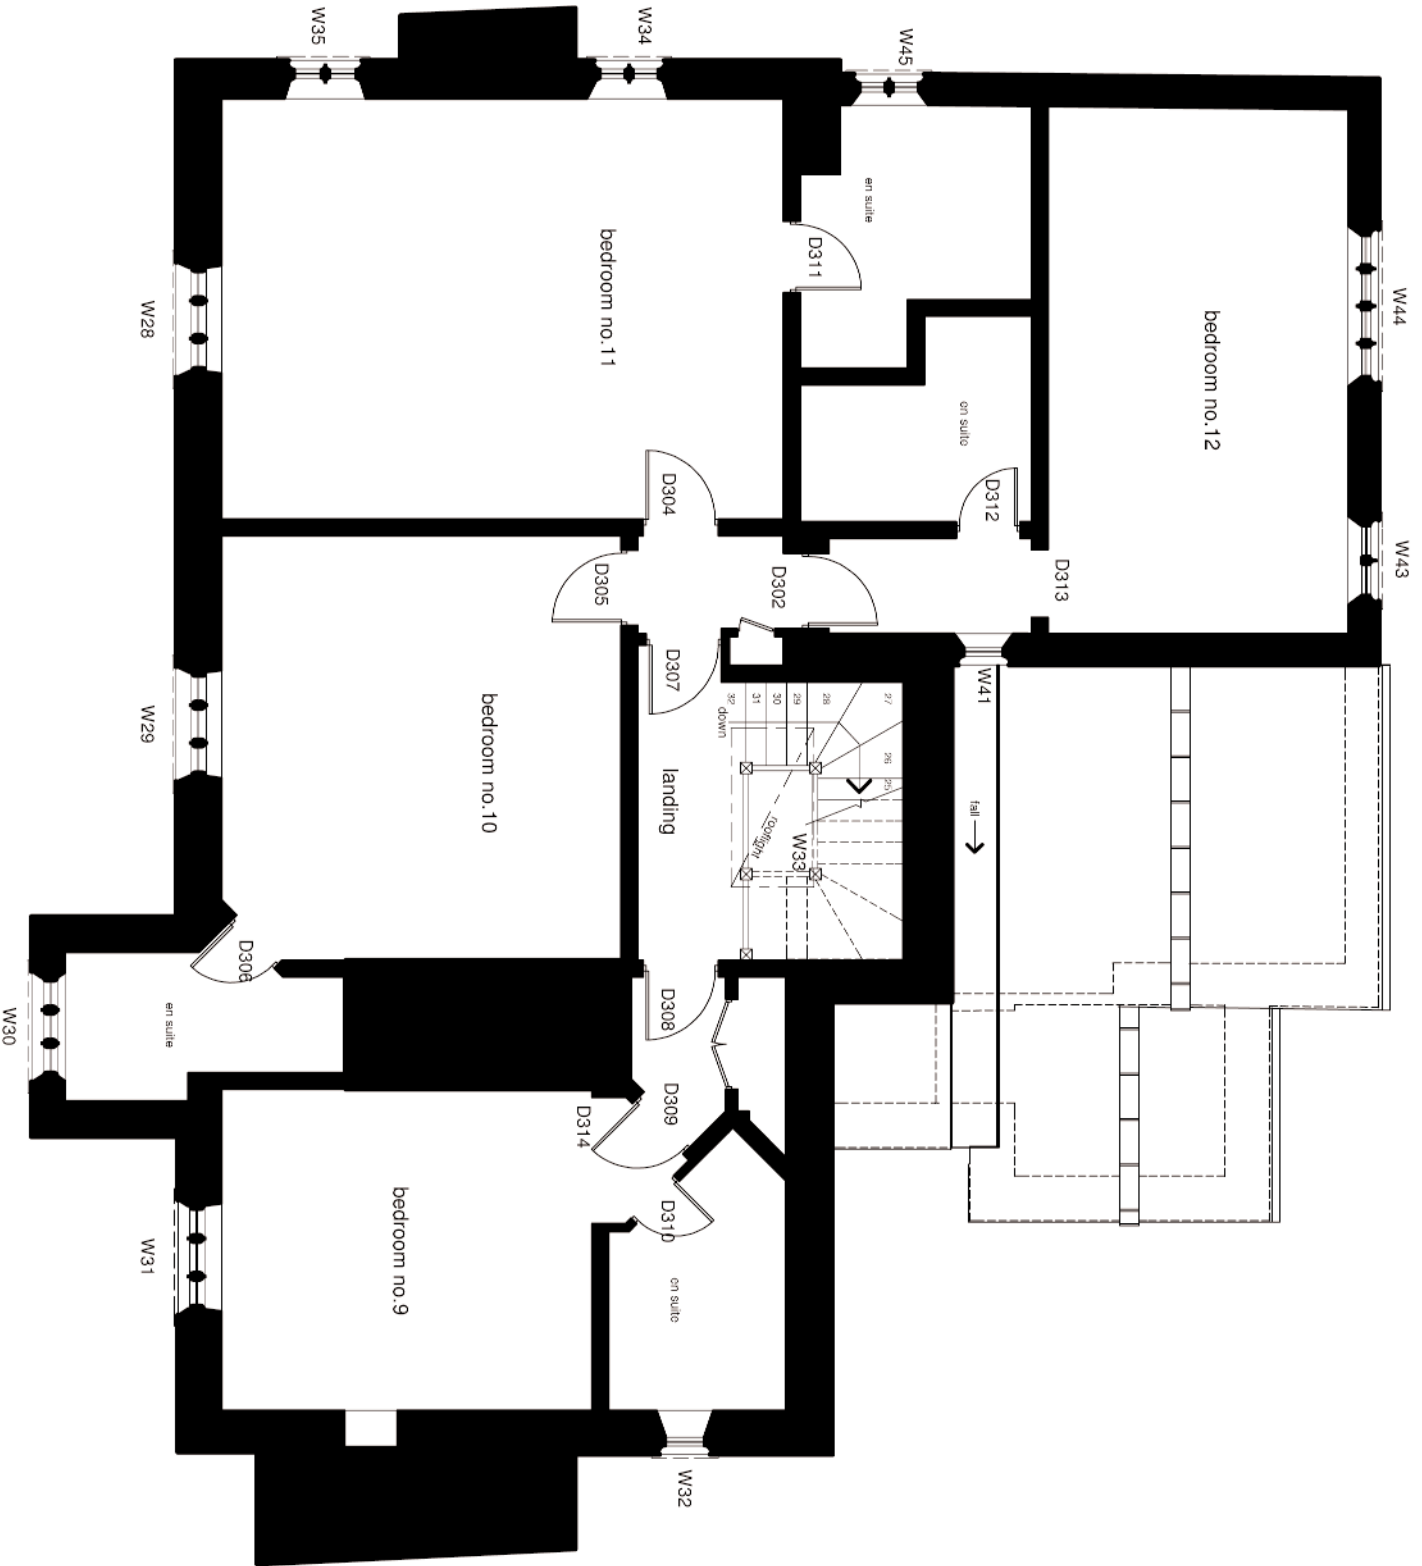 W35
W34
W45
en suite
D311
bedroom no.11
W28
W44
bedroom no.12
en suite
D312
D304
D305
D302
D313
W43
D307
W41
32
31
30
29
28
27
26
25
down
landing
rooflight
W33
fall
bedroom no.10
W29
D306
en suite
W30
D308
D309
D314
D310
bedroom no.9
W31
en suite
W32